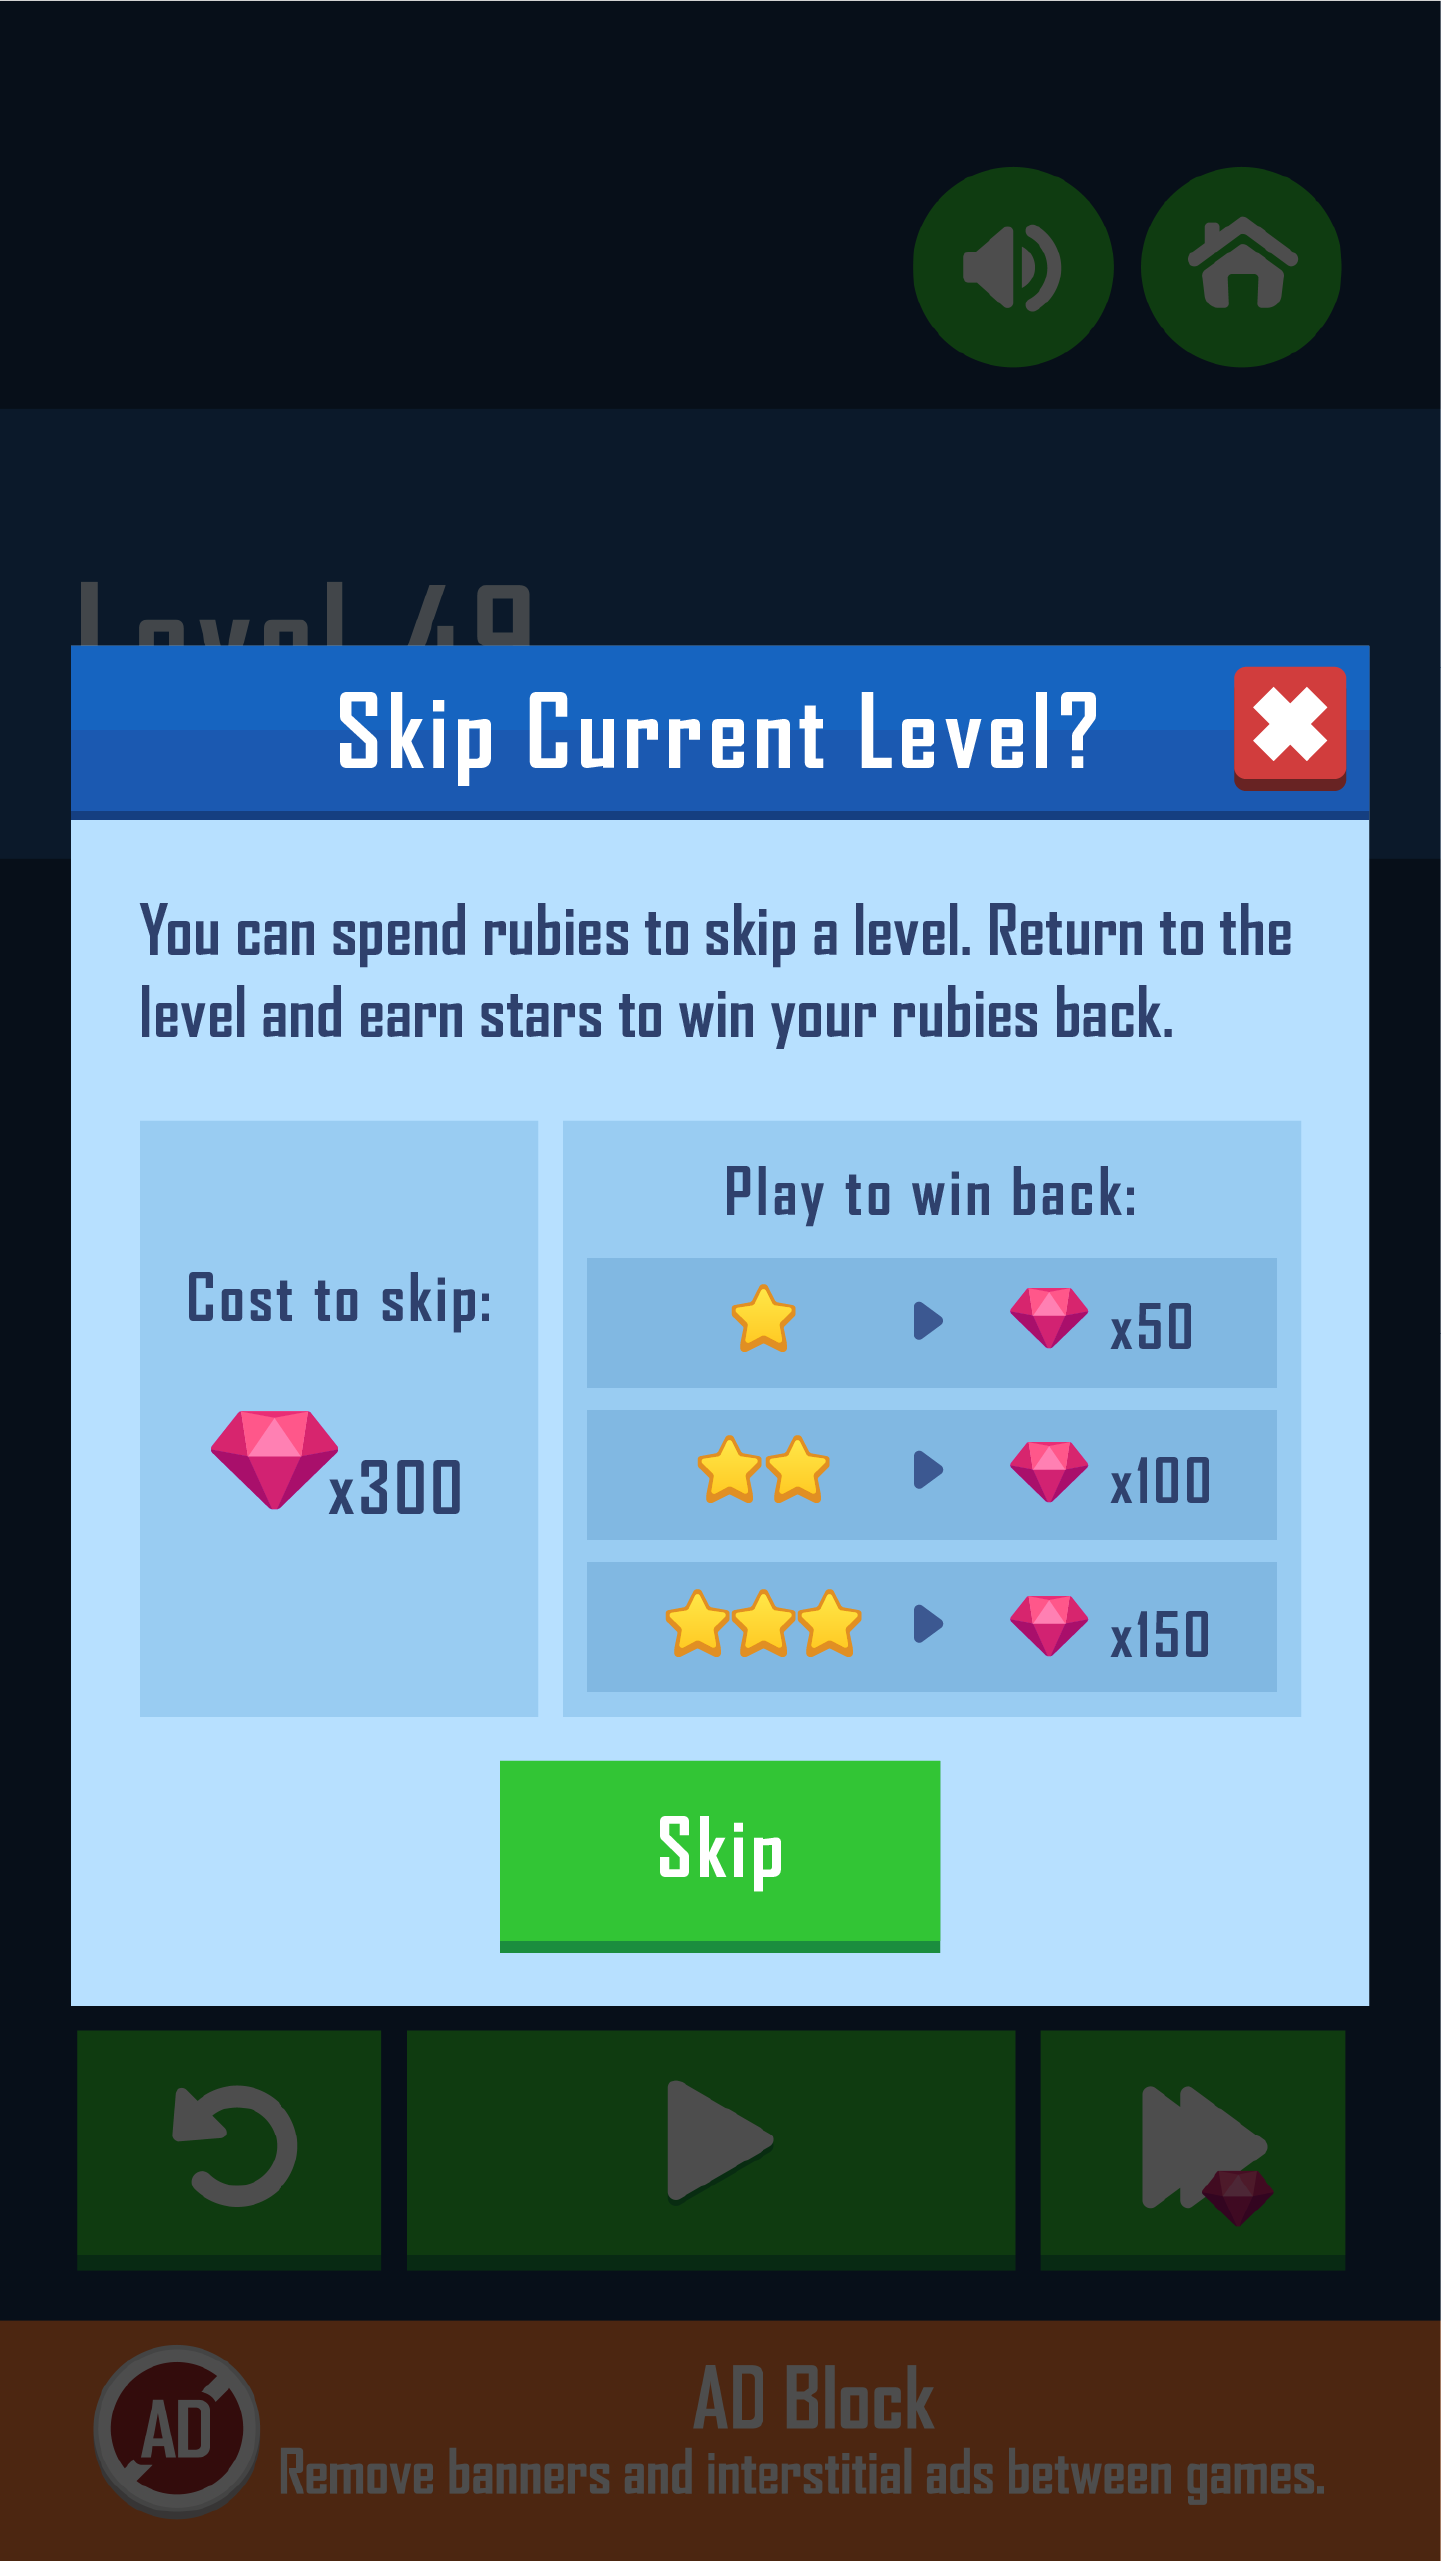 Level 49
Skip Current Level?
You can spend rubies to skip a level. Return to the
level and earn stars to win your rubies back.
Cost to skip:
x300
Play to win back:
x50
x100
x150
Skip
AD
AD Block
Remove banners and interstitial ads between games.